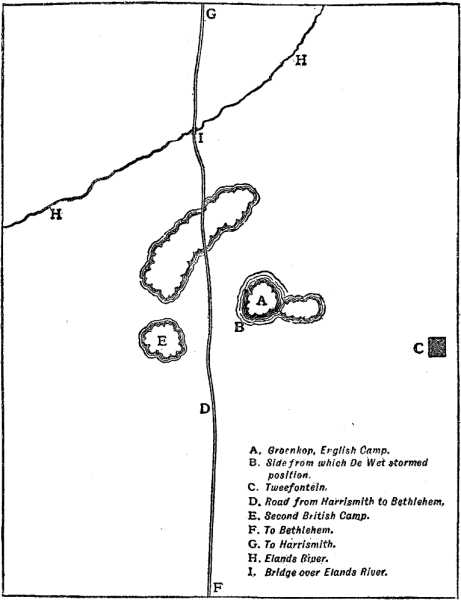 G
H
I
H
A
B
E
C
D
A. Groenkop, English Camp.
B. Side from which De Wet stormed
position.
C. Tweefontein.
D. Road from Harrismith to Bethlehem.
E. Second British Camp.
F. To Bethlehem.
G. To Harrismith.
H. Elands River.
I. Bridge over Elands River.
F